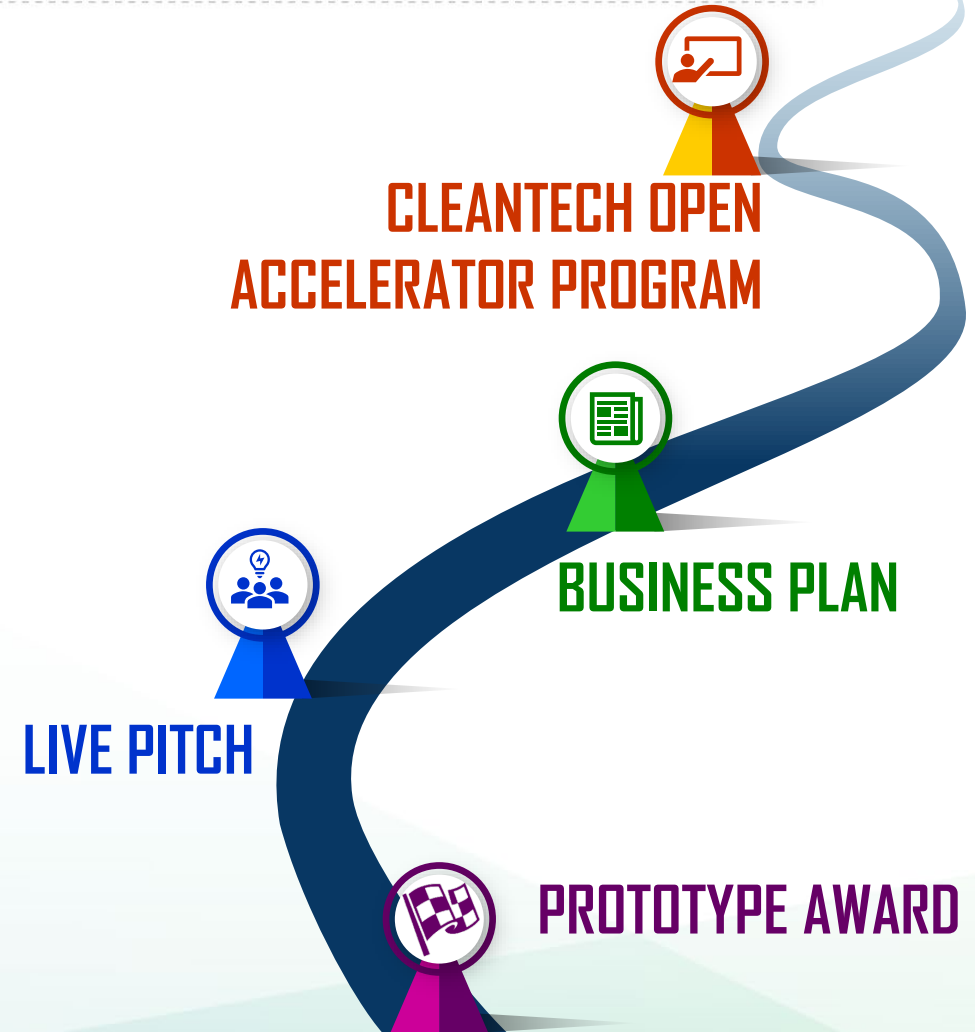 CLEANTECH OPEN
ACCELERATOR PROGRAM
BUSINESS PLAN
LIVE PITCH
PROTOTYPE AWARD